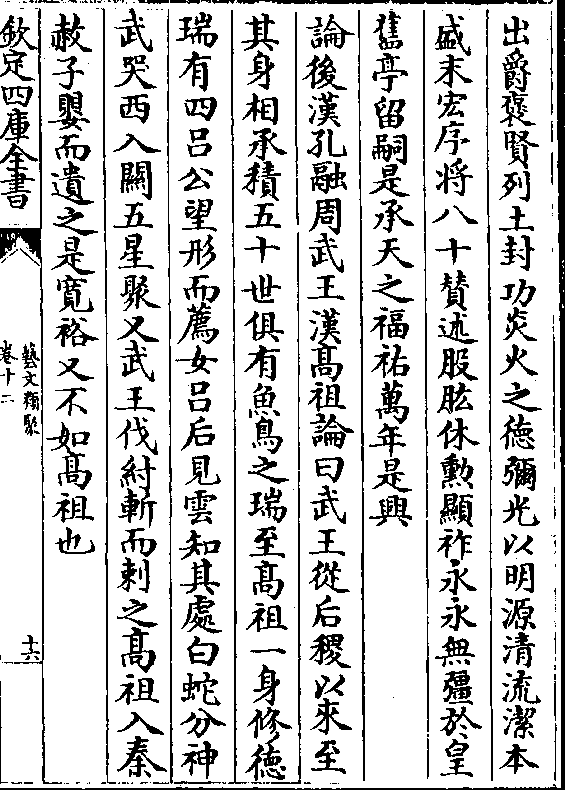 出爵褒賢列土封功炎火之徳彌光以明源清流潔本
盛末宏序将八十賛述股肱休勲顯祚永永無疆於皇
舊亭留嗣是承天之福祐萬年是興
論後漢孔融周武王漢髙祖論曰武王從后稷以來至
其身相承積五十世俱有魚鳥之瑞至髙祖一身修徳
瑞有四吕公望形而薦女吕后見雲知其處白蛇分神
武哭西入關五星聚又武王伐紂斬而刺之髙祖入秦
赦子嬰而遺之是寛裕又不如髙祖也
欽定四庫全書
藝文類聚
卷十二
十六